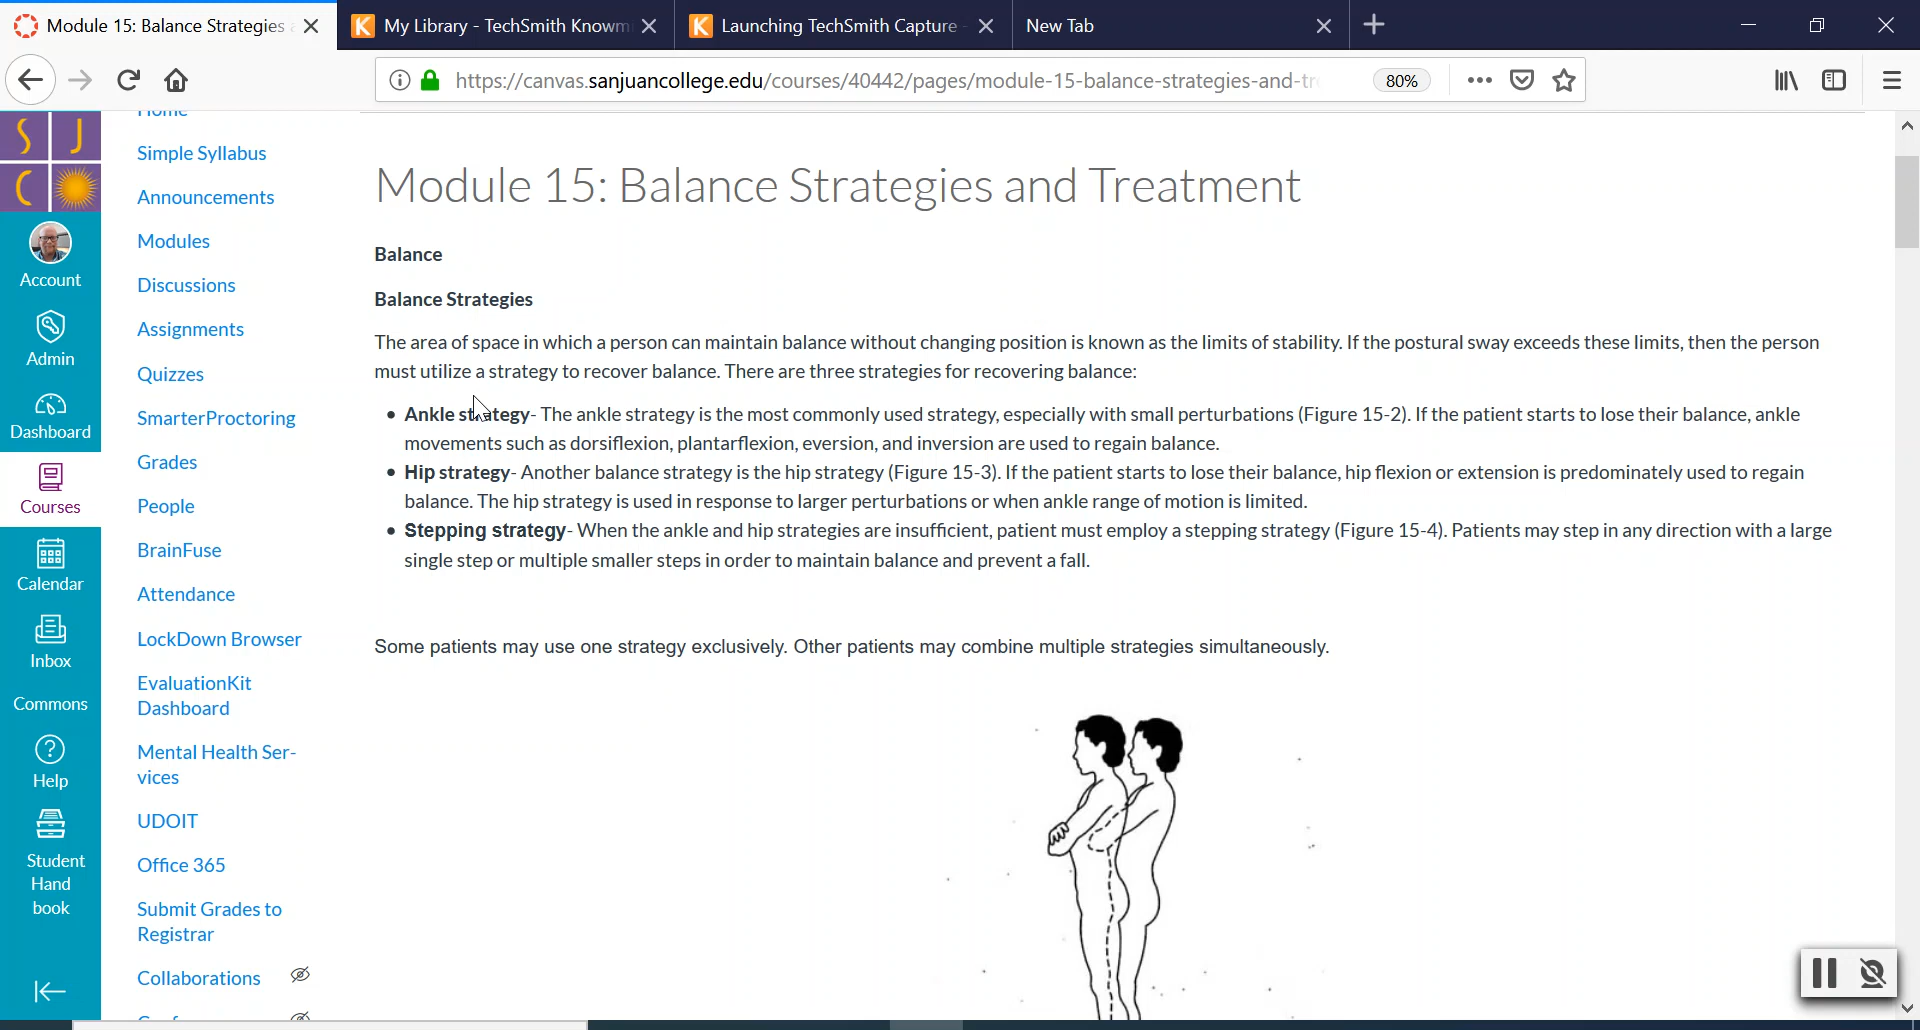 Module 15: Balance Strategies a
My Library - TechSmith Knowm
Launching TechSmith Capture -
New Tab
https://canvas.sanjuancollege.edu/courses/40442/pages/module-15-balance-strategies-and-tr
80%
S J
C
Account
Admin
Dashboard
Courses
Calendar
Inbox
Commons
Help
Student
Hand
book
Home
Simple Syllabus
Announcements
Modules
Discussions
Assignments
Quizzes
SmarterProctoring
Grades
People
BrainFuse
Attendance
LockDown Browser
EvaluationKit
Dashboard
Mental Health Ser-
vices
UDOIT
Office 365
Submit Grades to
Registrar
Collaborations
Module 15: Balance Strategies and Treatment
Balance
Balance Strategies
The area of space in which a person can maintain balance without changing position is known as the limits of stability. If the postural sway exceeds these limits, then the person
must utilize a strategy to recover balance. There are three strategies for recovering balance:
• Ankle strategy- The ankle strategy is the most commonly used strategy, especially with small perturbations (Figure 15-2). If the patient starts to lose their balance, ankle
movements such as dorsiflexion, plantarflexion, eversion, and inversion are used to regain balance.
• Hip strategy- Another balance strategy is the hip strategy (Figure 15-3). If the patient starts to lose their balance, hip flexion or extension is predominately used to regain
balance. The hip strategy is used in response to larger perturbations or when ankle range of motion is limited.
• Stepping strategy- When the ankle and hip strategies are insufficient, patient must employ a stepping strategy (Figure 15-4). Patients may step in any direction with a large
single step or multiple smaller steps in order to maintain balance and prevent a fall.
Some patients may use one strategy exclusively. Other patients may combine multiple strategies simultaneously.